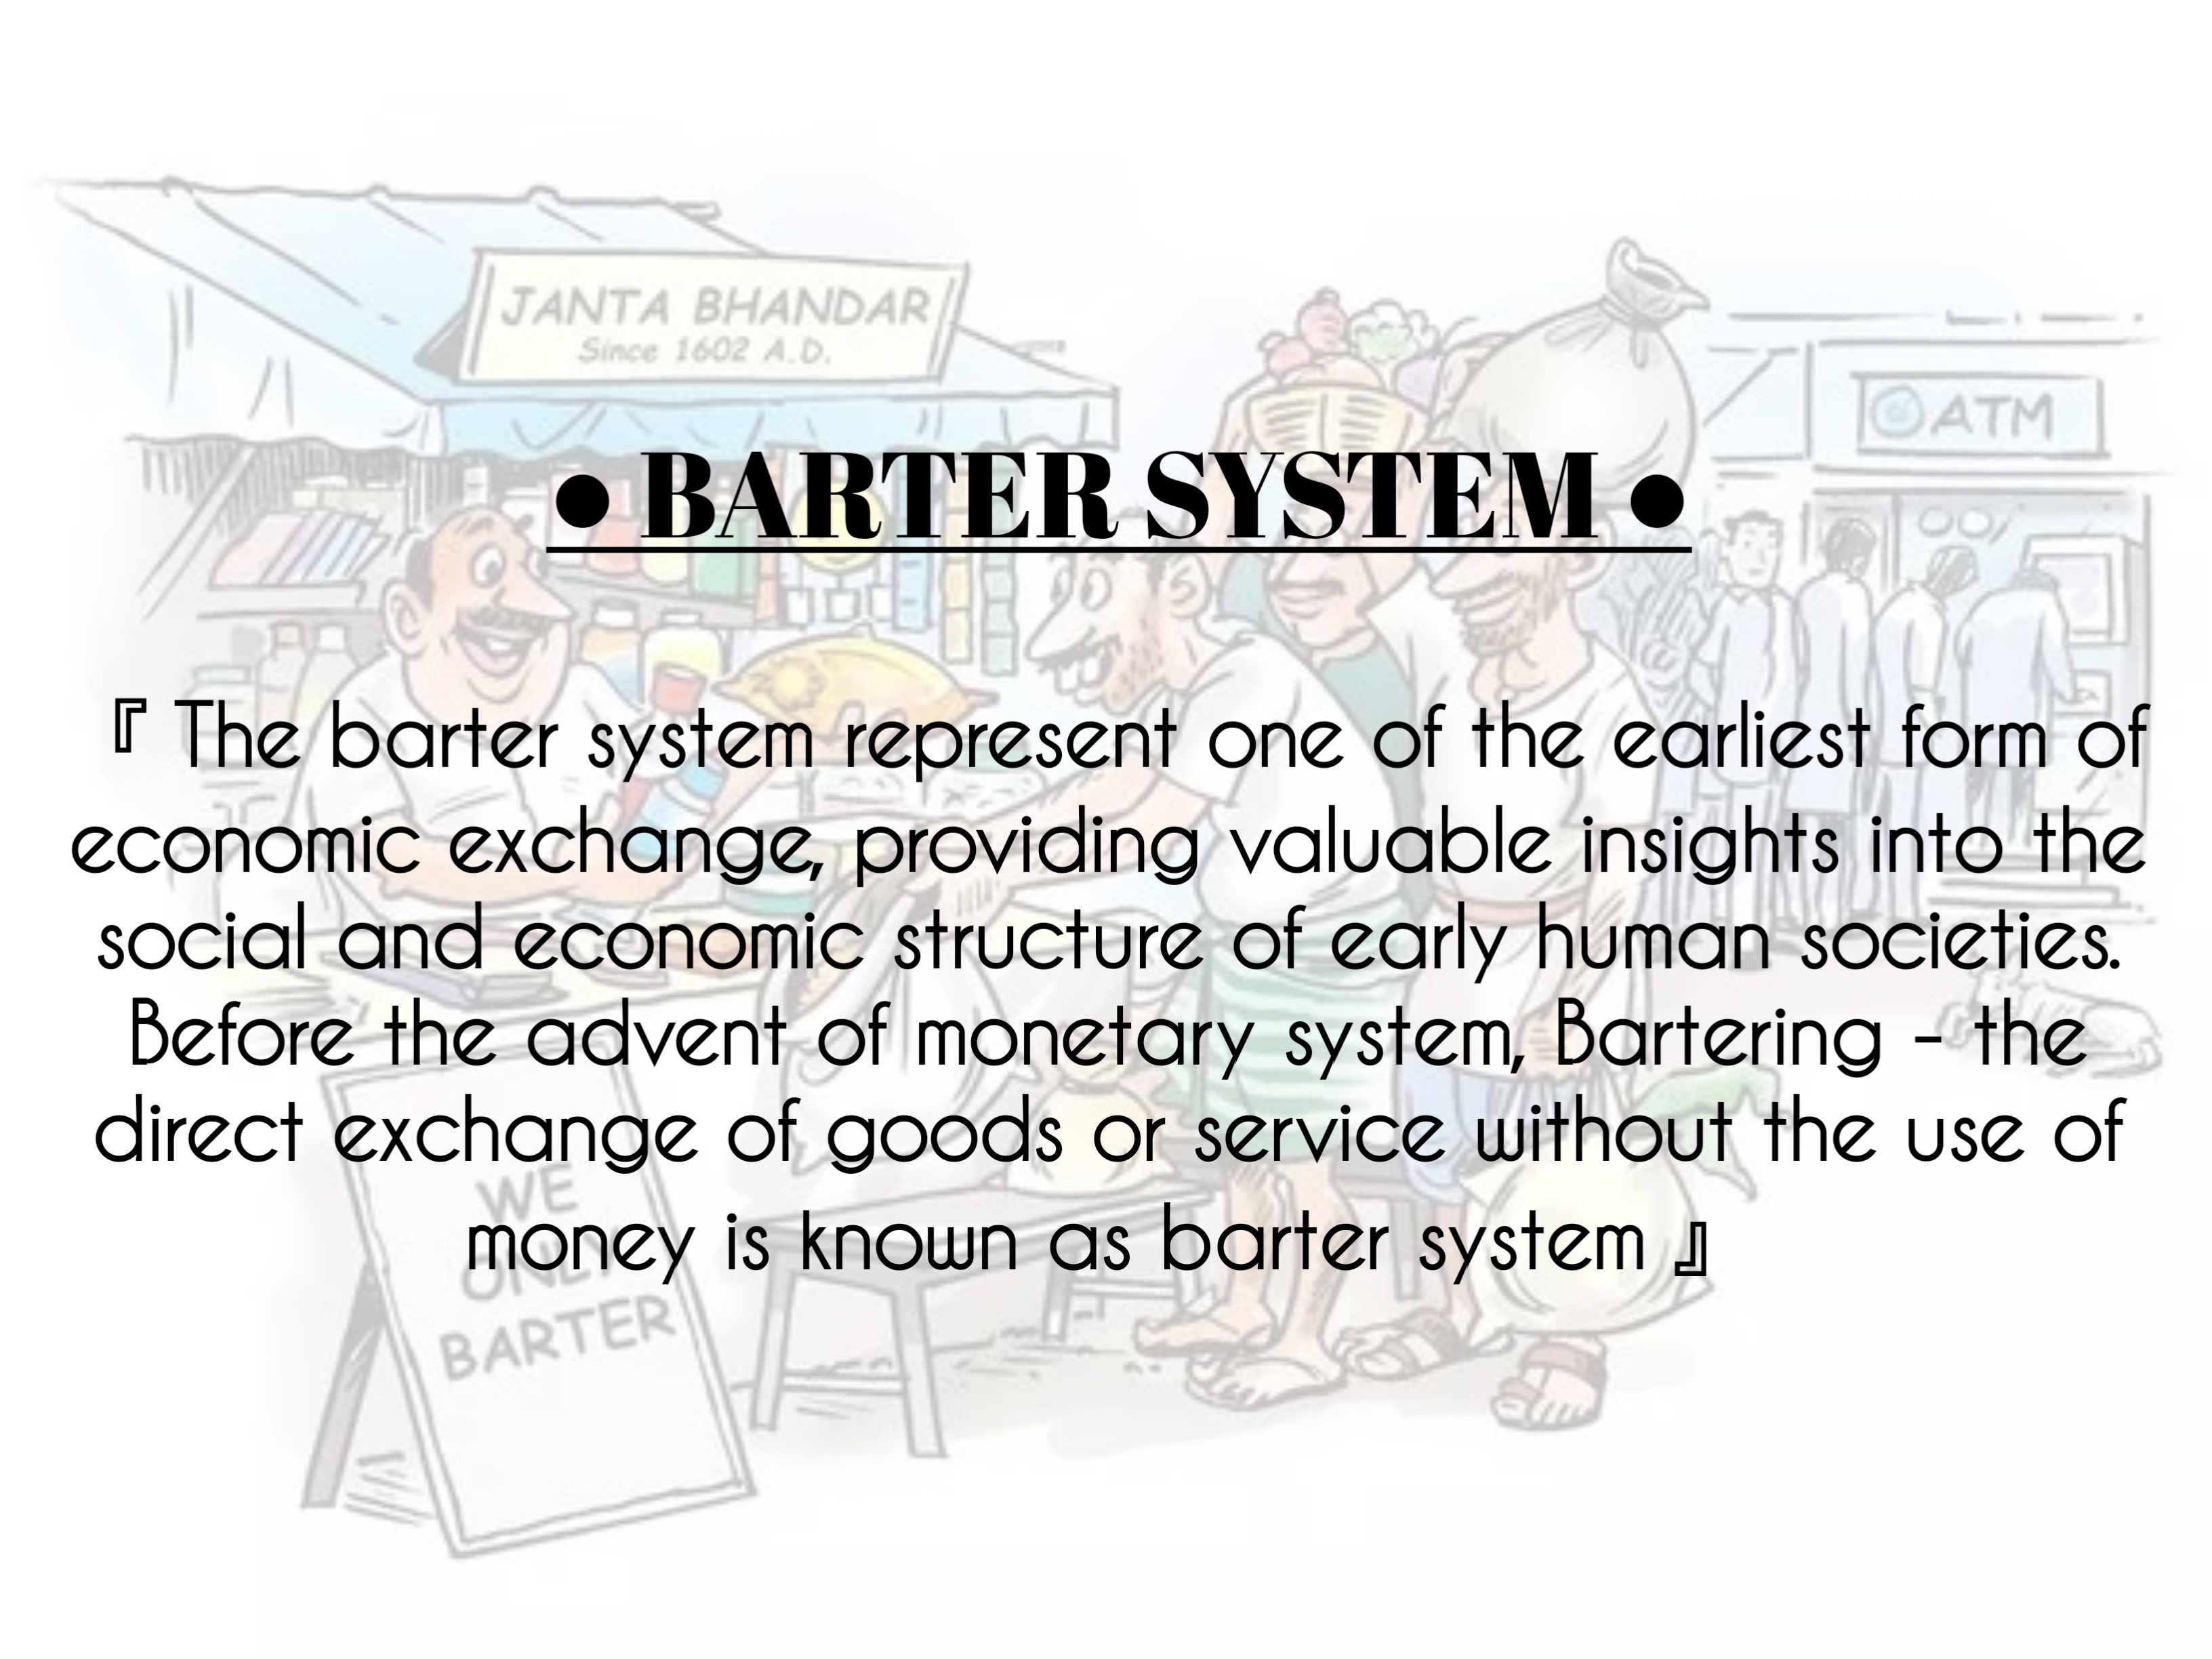 JANTA BHANDAR
Since 1602 A.D.
ATM
• BARTER SYSTEM •
『 The barter system represent one of the earliest form of
economic exchange, providing valuable insights into the
social and economic structure of early human societies.
Before the advent of monetary system, Bartering - the
direct exchange of goods or service without the use of
money is known as barter system 』
WE
ONLY
BARTER